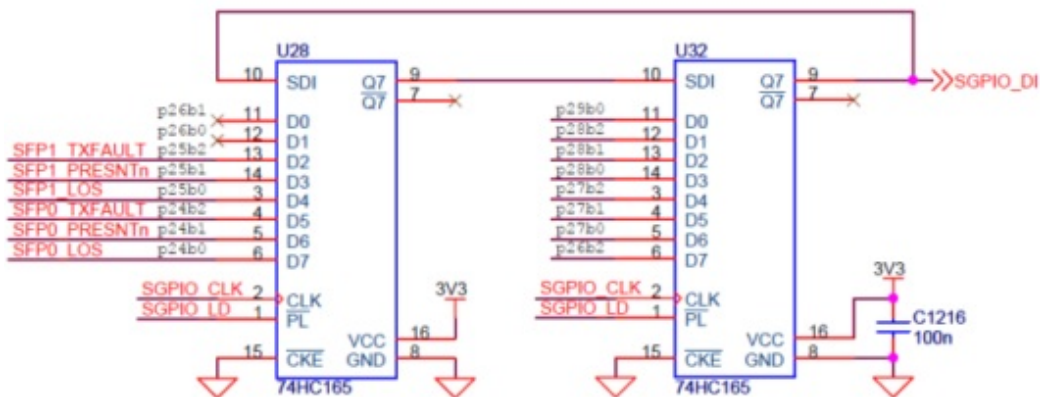 U28
U32
10 SDI Q7 9
10 SDI Q7 9
SGPIO_DI
Q7 7
Q7 7
p26b1 11 D0
p29b0 11 D0
p26b0 12 D1
p28b2 12 D1
SFP1_TXFAULT p25b2 13 D2
p28b1 13 D2
SFP1_PRESNTn p25b1 14 D3
p28b0 14 D3
SFP1_LOS p25b0 3 D4
p27b2 3 D4
SFP0_TXFAULT p24b2 4 D5
p27b1 4 D5
SFP0_PRESNTn p24b1 5 D6
p27b0 5 D6
SFP0_LOS p24b0 6 D7
p26b2 6 D7
3V3
3V3
SGPIO_CLK 2 CLK
SGPIO_CLK 2 CLK
SGPIO_LD 1 PL
SGPIO_LD 1 PL
C1216
100n
VCC 16
VCC 16
15 CKE GND 8
15 CKE GND 8
74HC165
74HC165